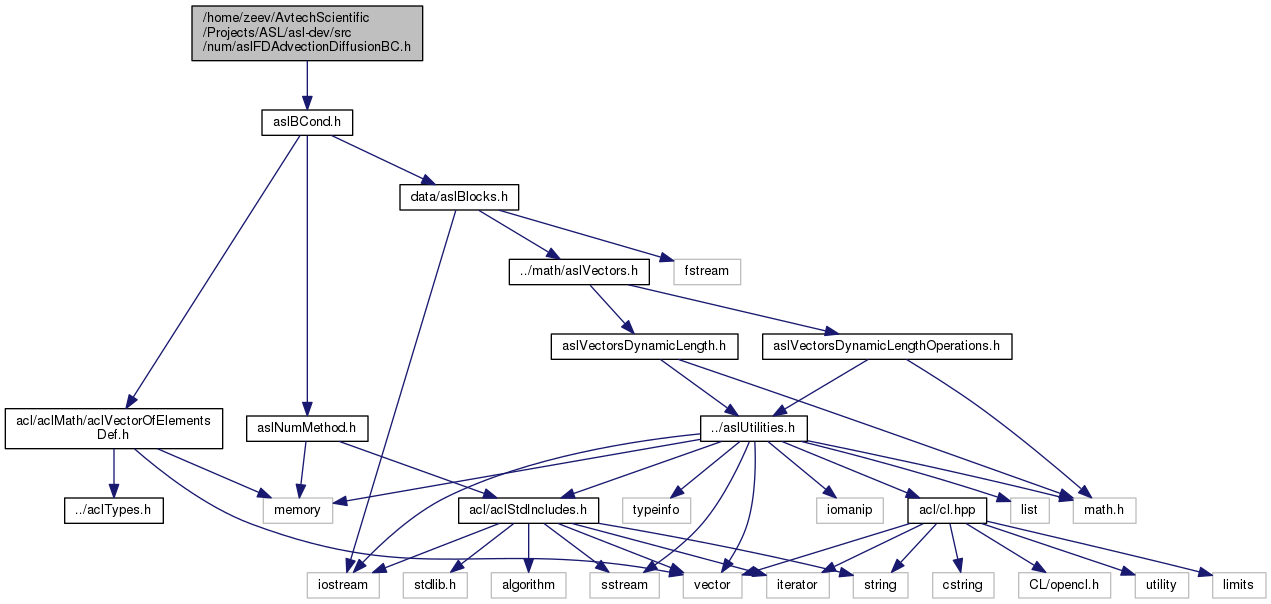 /home/zeev/AvtechScientific
/Projects/ASL/asl-dev/src
/num/aslFDAdvectionDiffusionBC.h
aslBCond.h
data/aslBlocks.h
../math/aslVectors.h
fstream
aslVectorsDynamicLength.h
aslVectorsDynamicLengthOperations.h
acl/aclMath/aclVectorOfElements
Def.h
aslNumMethod.h
../aslUtilities.h
../aclTypes.h
memory
acl/aclStdIncludes.h
typeinfo
iomanip
acl/cl.hpp
list
math.h
iostream
stdlib.h
algorithm
sstream
vector
iterator
string
cstring
CL/opencl.h
utility
limits